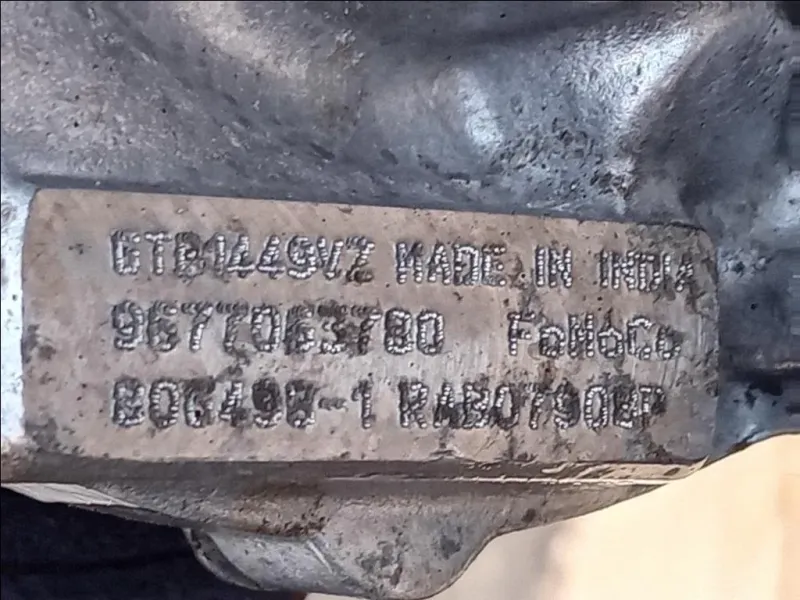 GTB1449VZ MADE IN INDIA
9677063780 FoMoCo
806498-1 RAB0790BP